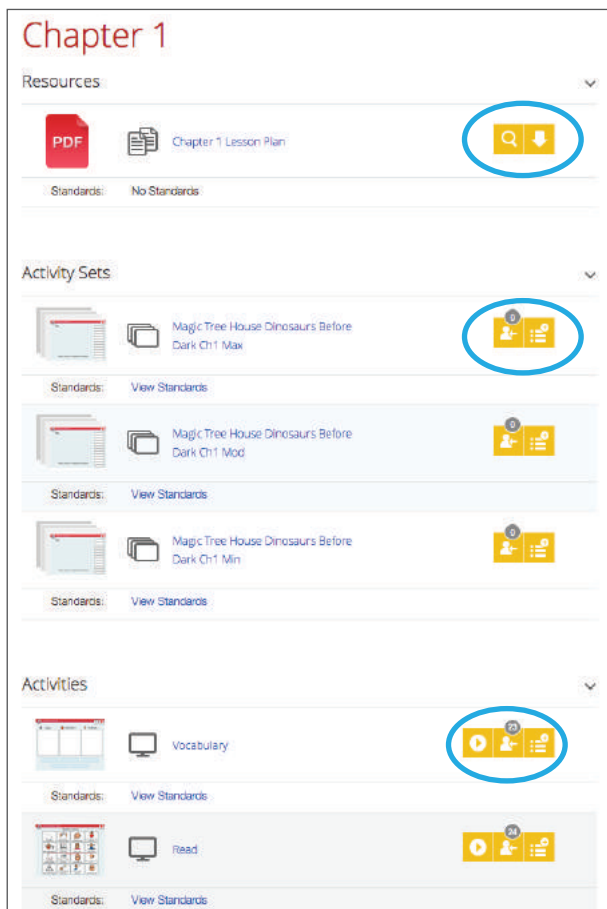 Chapter 1
Resources
PDF
Chapter 1 Lesson Plan
Standards:
No Standards
Activity Sets
0
Magic Tree House Dinosaurs Before
Dark Ch1 Max
Standards:
View Standards
0
Magic Tree House Dinosaurs Before
Dark Ch1 Mod
Standards:
View Standards
0
Magic Tree House Dinosaurs Before
Dark Ch1 Min
Standards:
View Standards
Activities
23
Vocabulary
Standards:
View Standards
24
Read
Standards:
View Standards